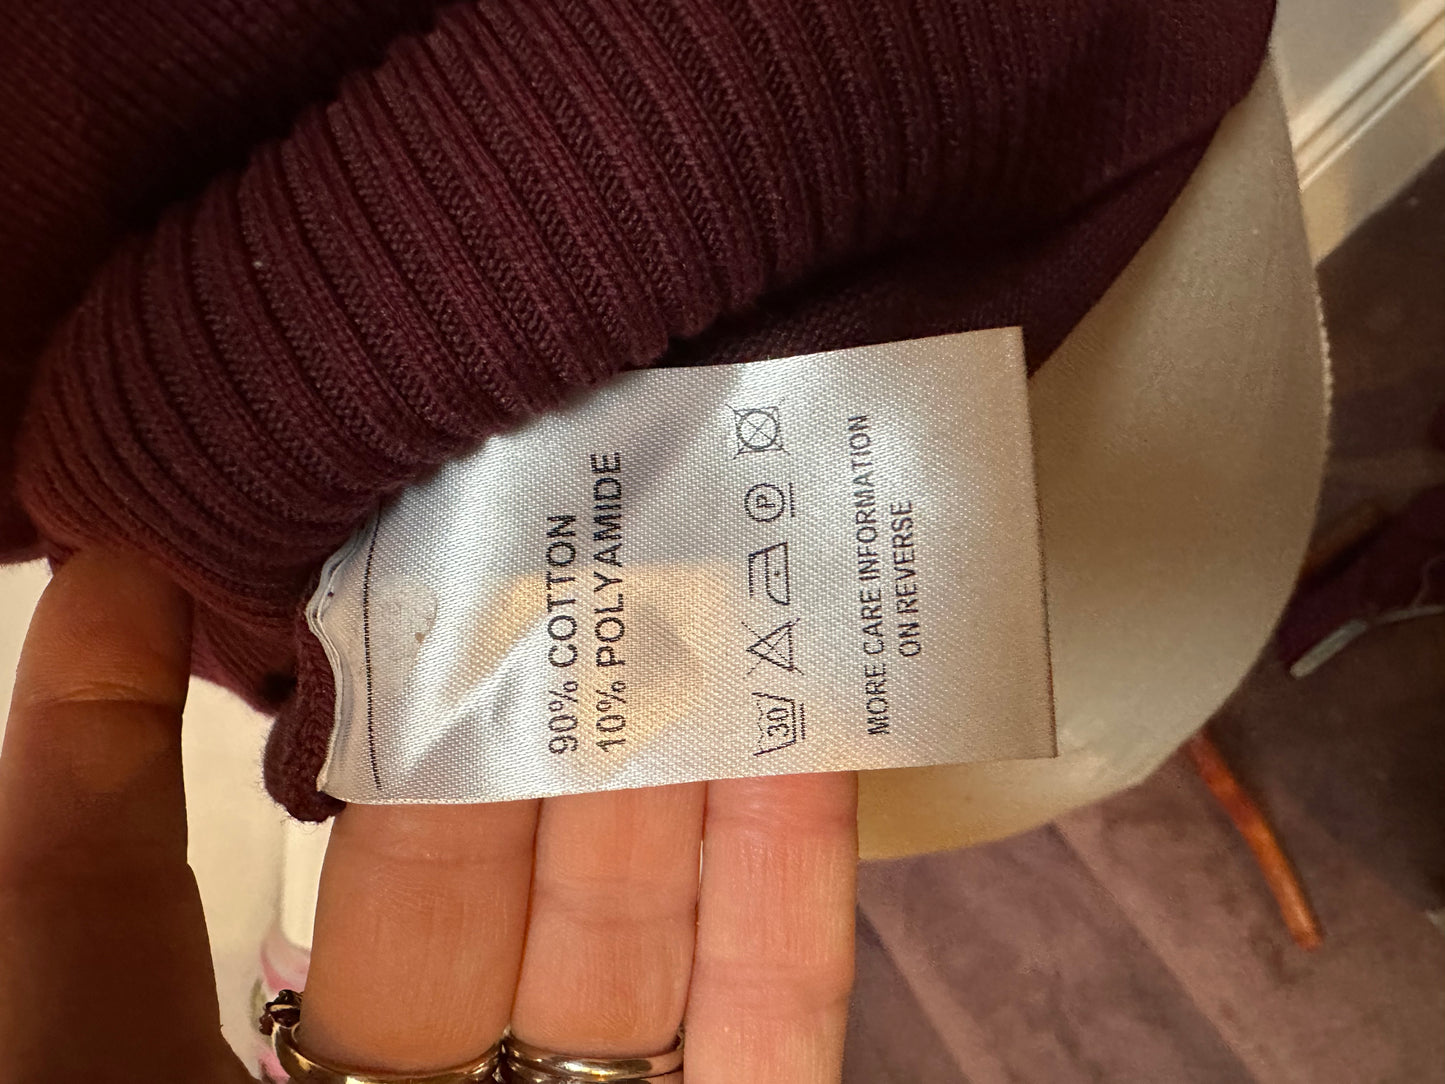 90% COTTON
10% POLYAMIDE
30 P
MORE CARE INFORMATION
ON REVERSE